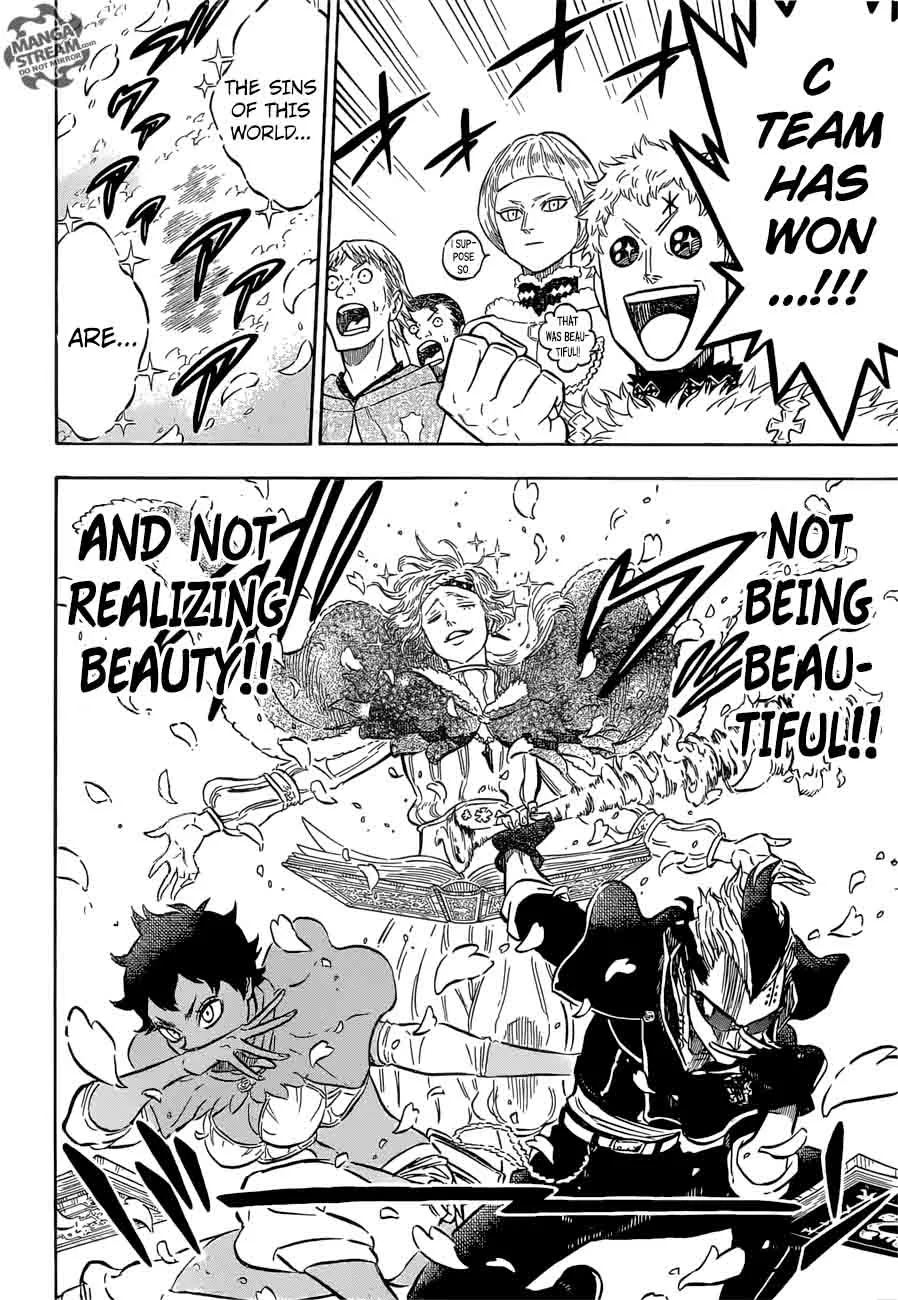 C
TEAM
HAS
WON
...!!!
THAT
WAS BEAU-
TIFUL!!
I SUP-
POSE
SO.
THE SINS
OF THIS
WORLD...
ARE...
NOT
BEING
BEAU-
TIFUL!!
AND NOT
REALIZING
BEAUTY!!
MANGA
STREAM.com
DO NOT MIRROR